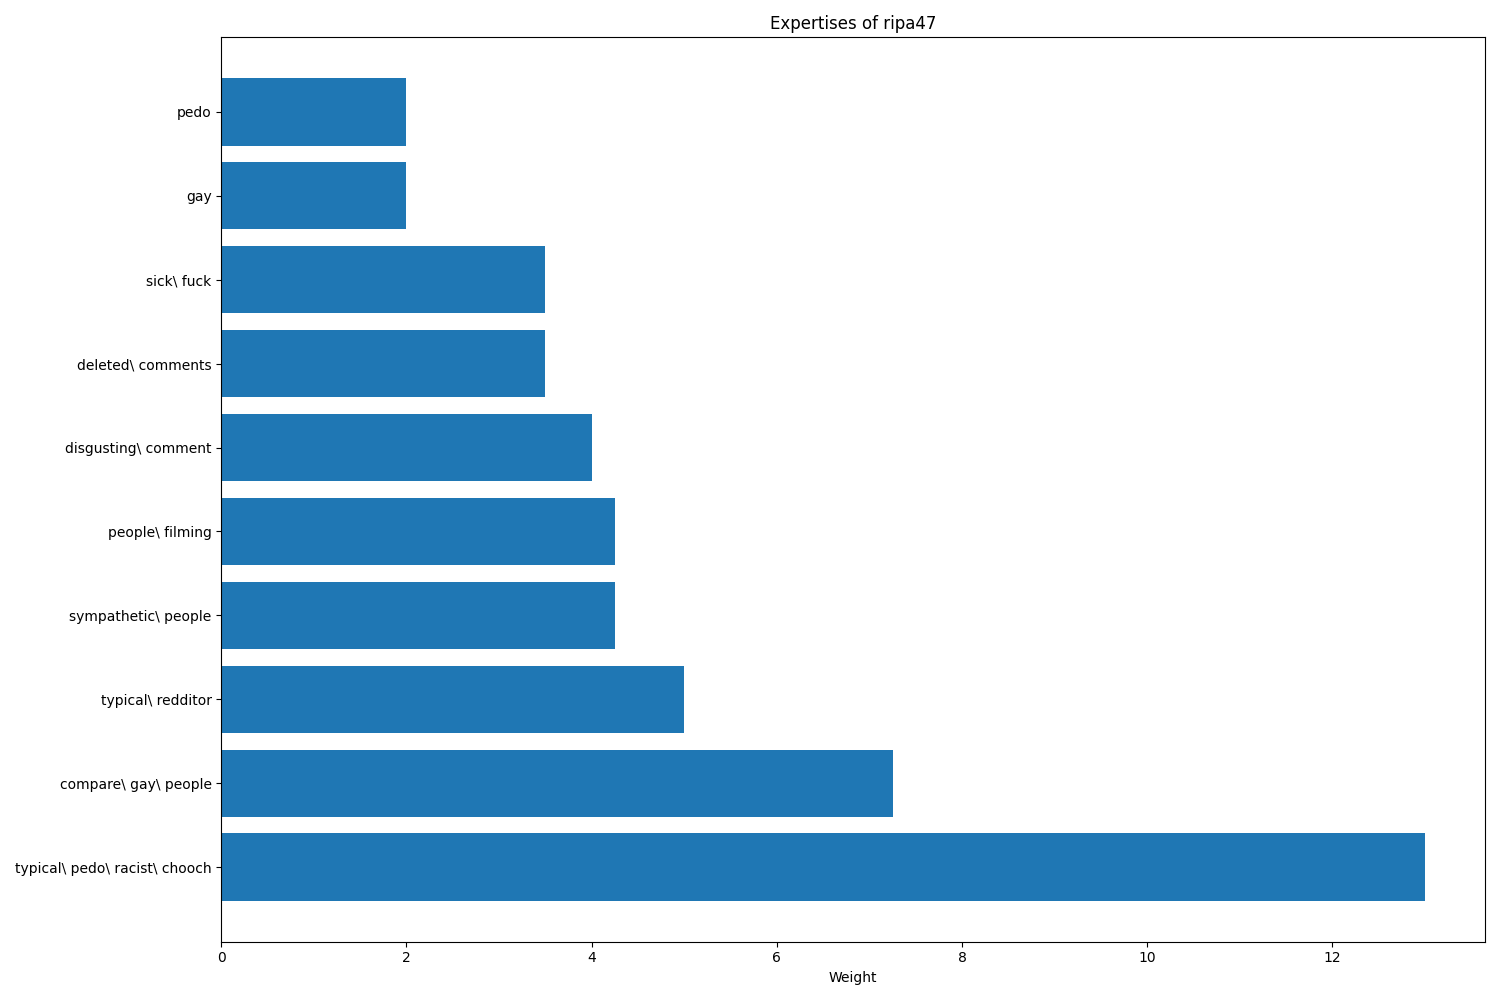 Expertises of ripa47
pedo
gay
sick\ fuck
deleted\ comments
disgusting\ comment
people\ filming
sympathetic\ people
typical\ redditor
compare\ gay\ people
typical\ pedo\ racist\ chooch
0 2 4 6 8 10 12
Weight